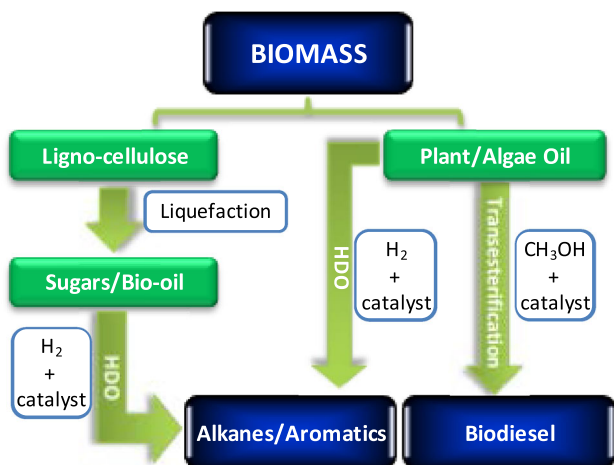 BIOMASS
Ligno-cellulose
Plant/Algae Oil
Liquefaction
HDO
H₂
+
catalyst
Transesterification
CH₃OH
+
catalyst
Sugars/Bio-oil
H₂
+
catalyst
HDO
Alkanes/Aromatics
Biodiesel